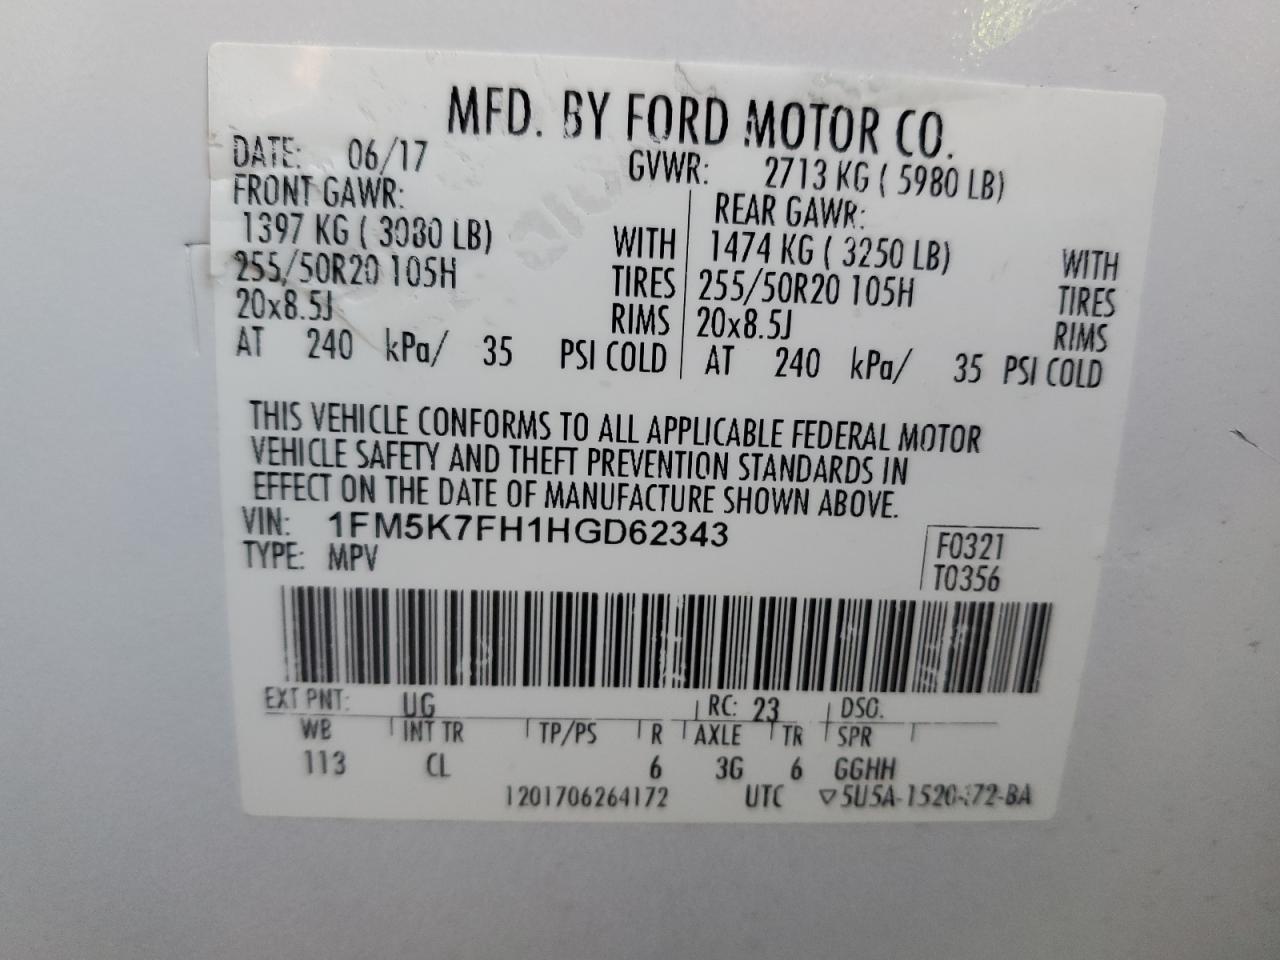 MFD. BY FORD MOTOR CO.
DATE: 06/17 GVWR: 2713 KG ( 5980 LB)
FRONT GAWR: REAR GAWR:
1397 KG ( 3080 LB) WITH 1474 KG ( 3250 LB) WITH
255/50R20 105H TIRES 255/50R20 105H TIRES
20x8.5J RIMS 20x8.5J RIMS
AT 240 kPa/ 35 PSI COLD AT 240 kPa/ 35 PSI COLD
THIS VEHICLE CONFORMS TO ALL APPLICABLE FEDERAL MOTOR
VEHICLE SAFETY AND THEFT PREVENTION STANDARDS IN
EFFECT ON THE DATE OF MANUFACTURE SHOWN ABOVE.
VIN: 1FM5K7FH1HGD62343 F0321
TYPE: MPV T0356
EXT PNT: UG RC: 23 DSO:
WB INT TR TP/PS R AXLE TR SPR
113 CL 6 3G 6 GGHH
1201706264172 UTC ▽